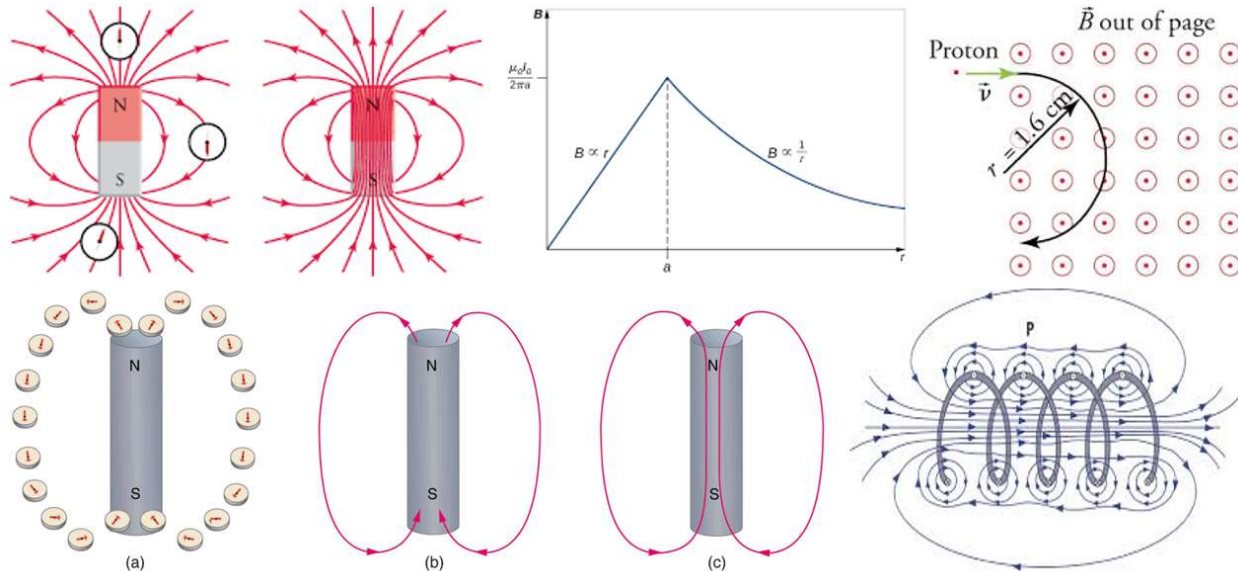 N
S
N
S
B
μ₀I₀
2πa
B ∝ r
B ∝ 1/r
a
r
B⃗ out of page
Proton
v⃗
r = 1.6 cm
N
S
(a)
N
S
(b)
N
S
(c)
P